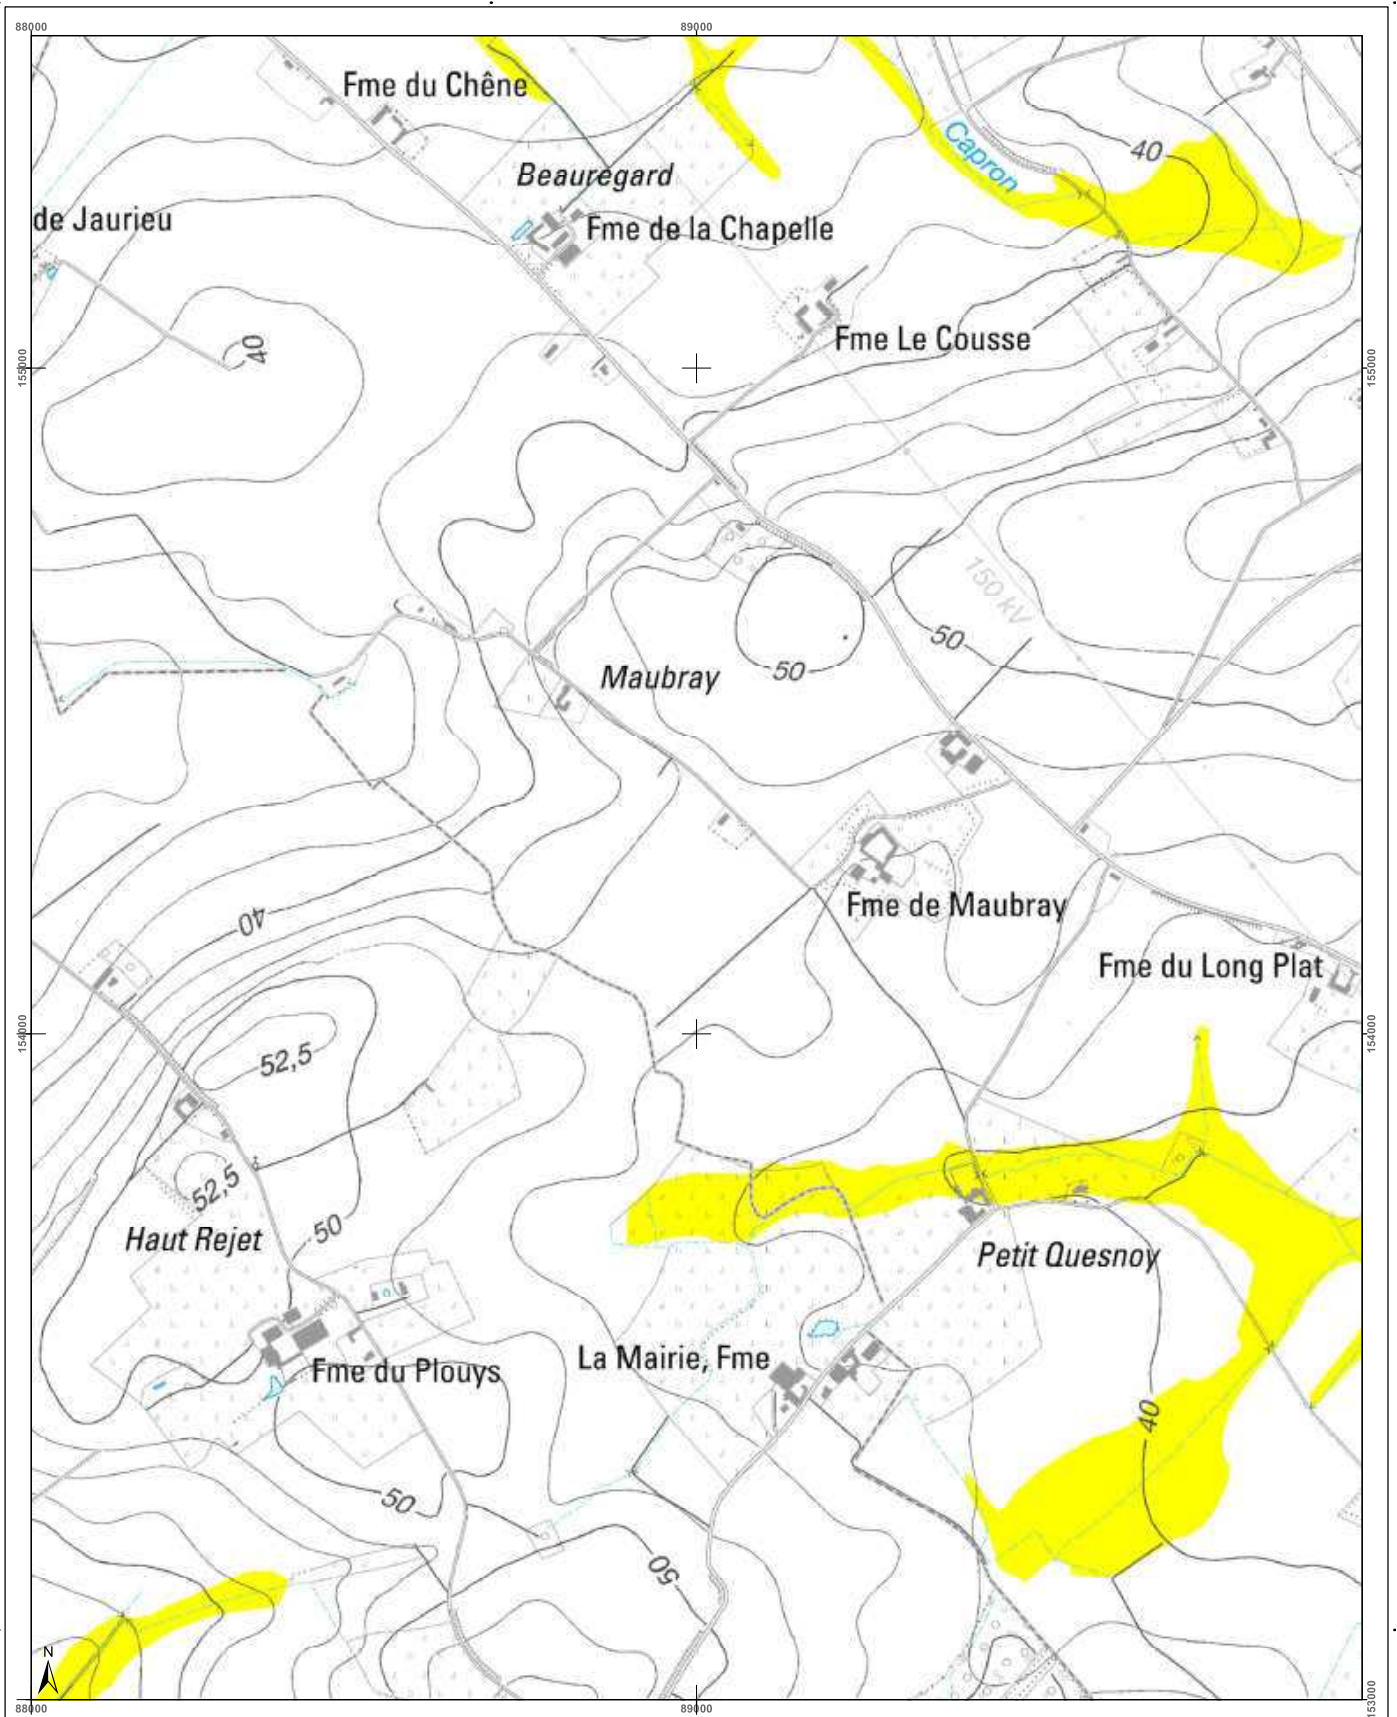 88000
89000
Fme du Chêne
Capron
40
Beauregard
de Jaurieu
Fme de la Chapelle
Fme Le Cousse
40
155000
155000
150 kV
50
50
Maubray
Fme de Maubray
40
Fme du Long Plat
154000
154000
52,5
52,5
50
Haut Rejet
Petit Quesnoy
La Mairie, Fme
Fme du Plouys
40
50
50
N
88000
89000
153000